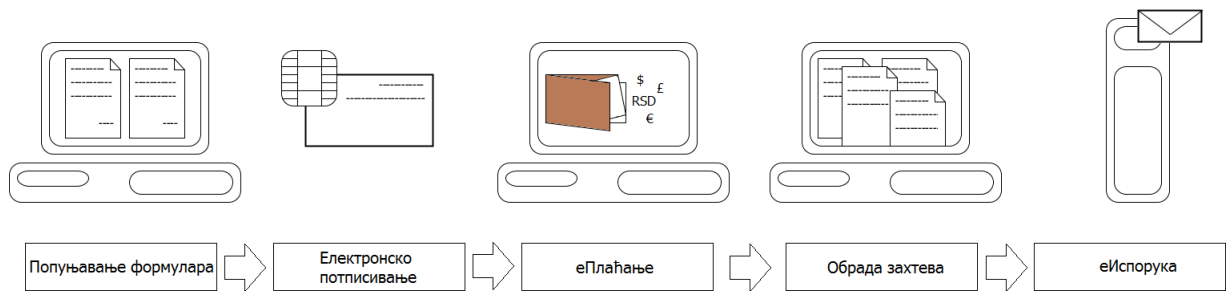 $
£
RSD
€
Попуњавање формулара
Електронско
потписивање
еПлаћање
Обрада захтева
еИспорука